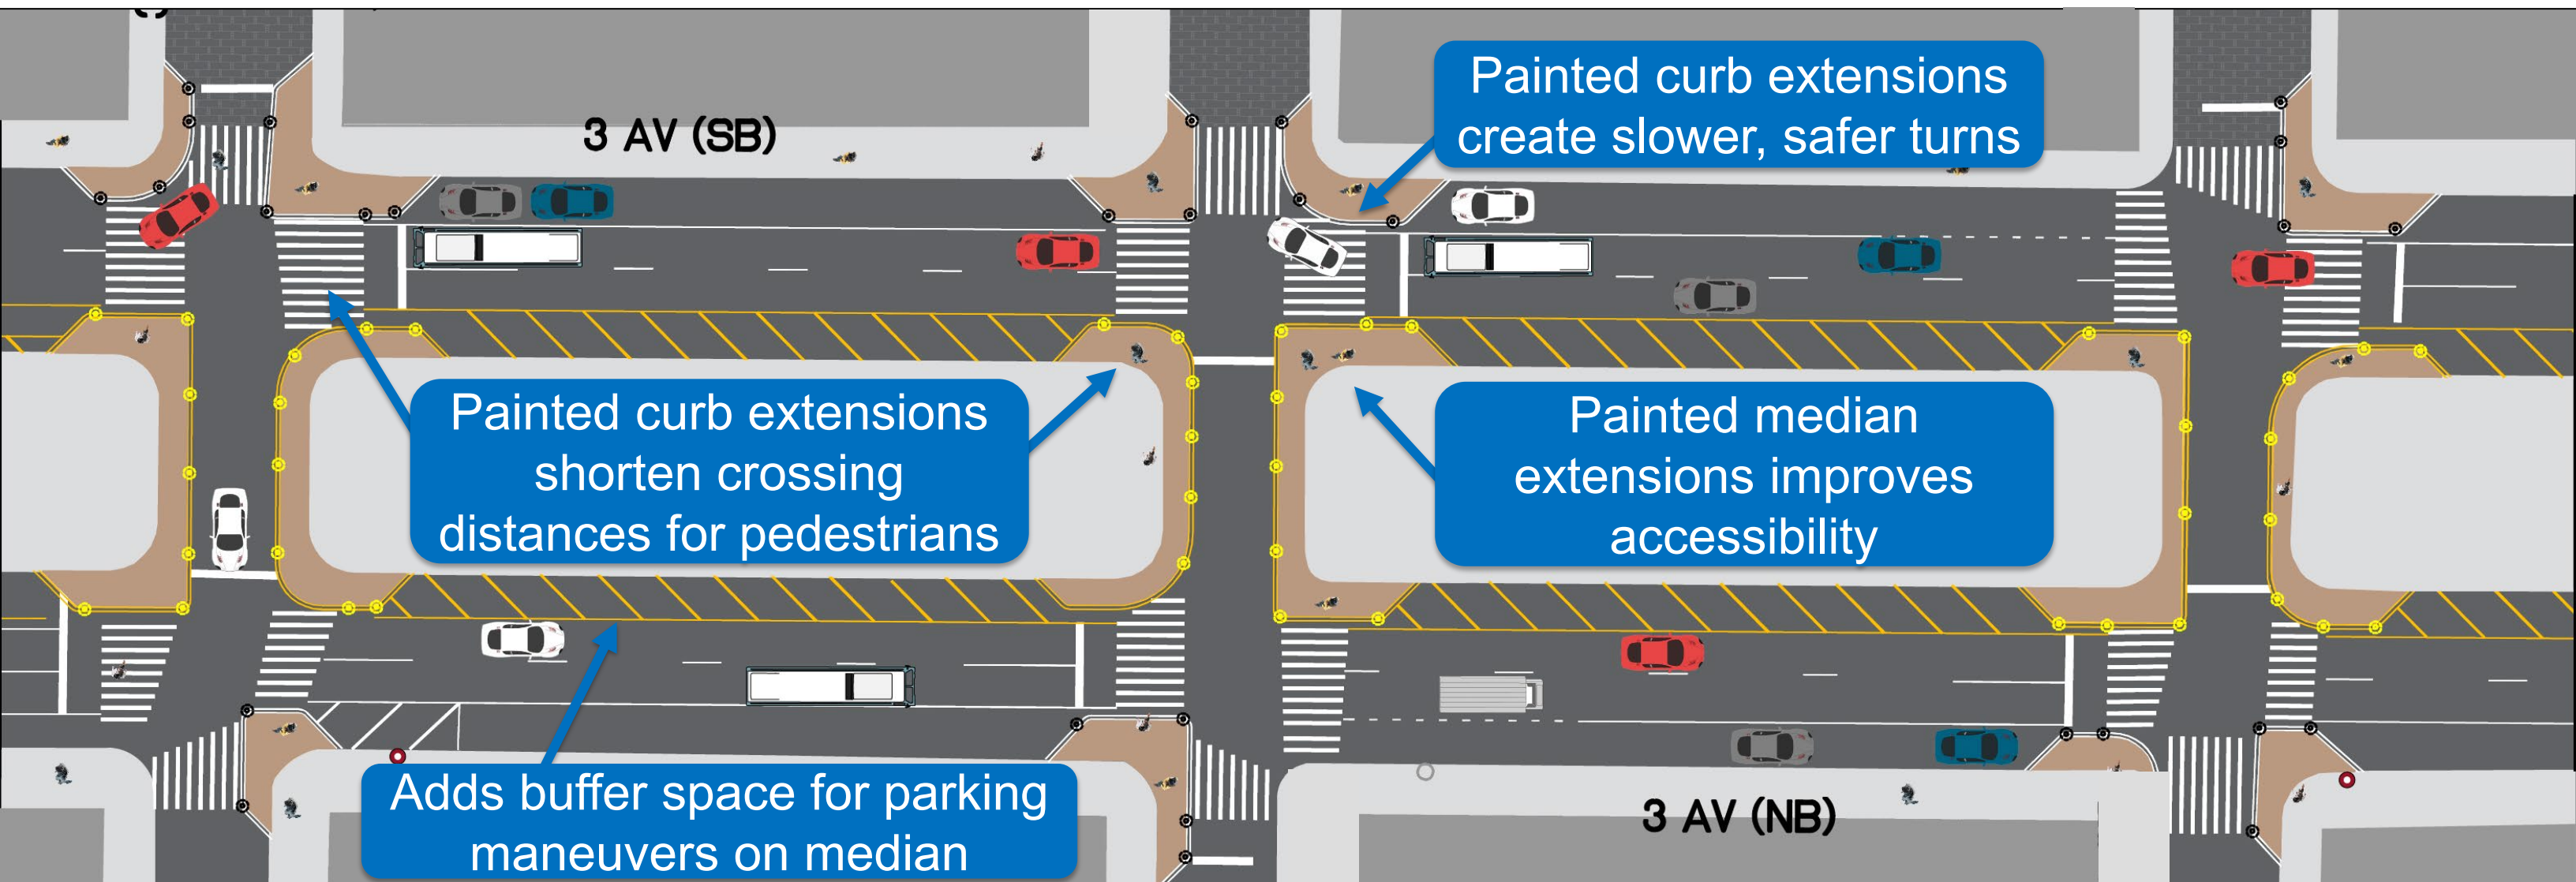 3 AV (SB)
Painted curb extensions
create slower, safer turns
Painted curb extensions
shorten crossing
distances for pedestrians
Painted median
extensions improves
accessibility
Adds buffer space for parking
maneuvers on median
3 AV (NB)